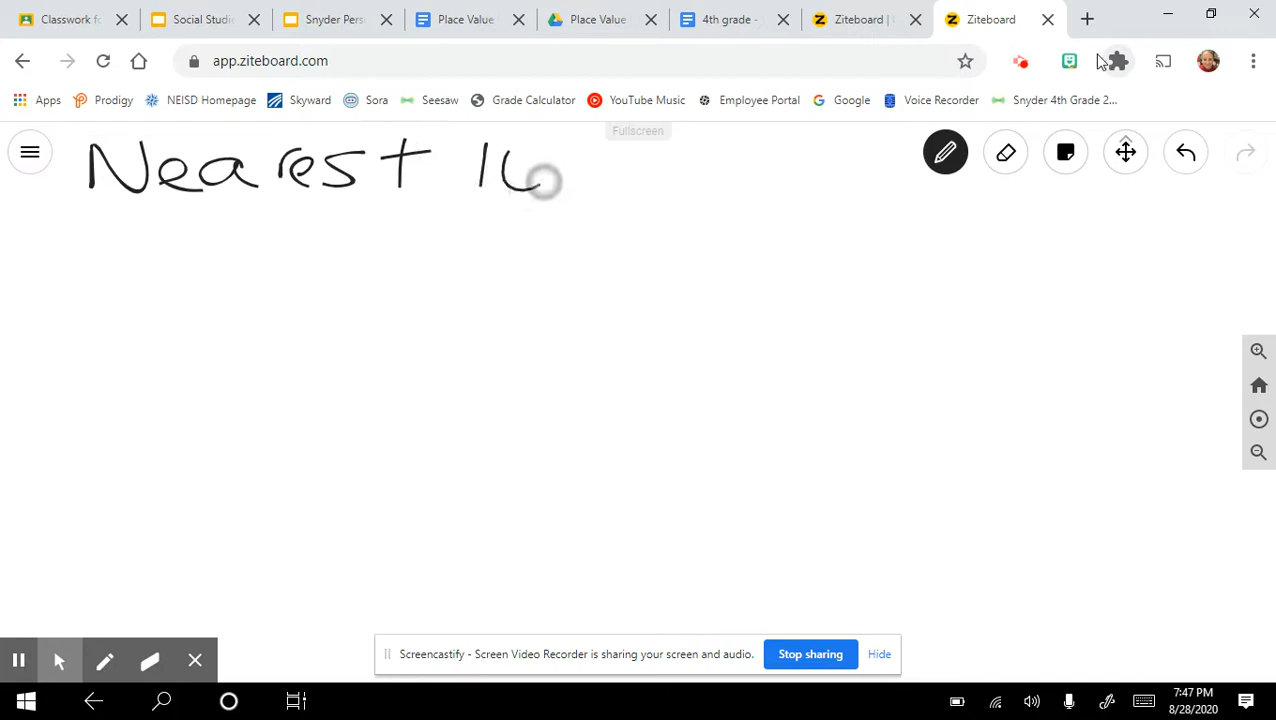 Classwork fo
Social Studie
Snyder Pers
Place Value
Place Value
4th grade -
Ziteboard |
Ziteboard
app.ziteboard.com
Apps
Prodigy
NEISD Homepage
Skyward
Sora
Seesaw
Grade Calculator
YouTube Music
Employee Portal
Google
Voice Recorder
Snyder 4th Grade 2...
Fullscreen
Nearest
Screencastify - Screen Video Recorder is sharing your screen and audio.
Stop sharing
Hide
7:47 PM
8/28/2020